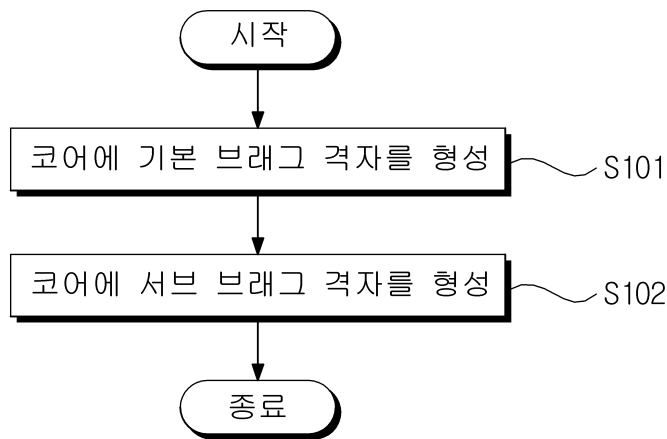 시작
코어에 기본 브래그 격자를 형성
S101
코어에 서브 브래그 격자를 형성
S102
종료